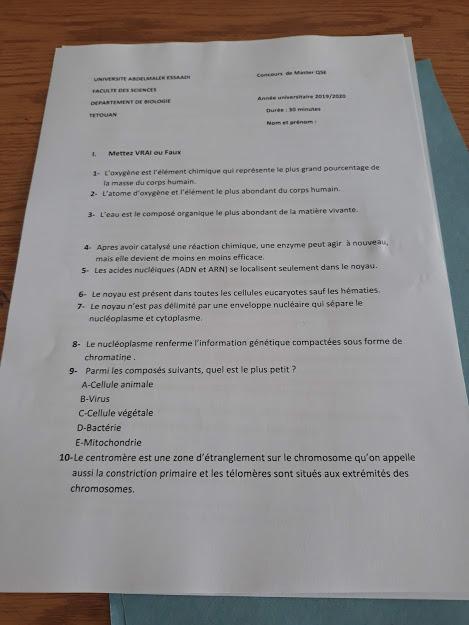 UNIVERSITE ABDELMALEK ESSAADI
Concours de Master QSE
FACULTE DES SCIENCES
DEPARTEMENT DE BIOLOGIE
Année universitaire 2019/2020
TETOUAN
Durée : 30 minutes
Nom et prénom :
I. Mettez VRAI ou Faux
1- L'oxygène est l'élément chimique qui représente le plus grand pourcentage de
la masse du corps humain.
2- L'atome d'oxygène et l'élément le plus abondant du corps humain.
3- L'eau est le composé organique le plus abondant de la matière vivante.
4- Apres avoir catalysé une réaction chimique, une enzyme peut agir à nouveau,
mais elle devient de moins en moins efficace.
5- Les acides nucléiques (ADN et ARN) se localisent seulement dans le noyau.
6- Le noyau est présent dans toutes les cellules eucaryotes sauf les hématies.
7- Le noyau n'est pas délimité par une enveloppe nucléaire qui sépare le
nucléoplasme et cytoplasme.
8- Le nucléoplasme renferme l'information génétique compactées sous forme de
chromatine .
9- Parmi les composés suivants, quel est le plus petit ?
A-Cellule animale
B-Virus
C-Cellule végétale
D-Bactérie
E-Mitochondrie
10-Le centromère est une zone d'étranglement sur le chromosome qu'on appelle
aussi la constriction primaire et les télomères sont situés aux extrémités des
chromosomes.